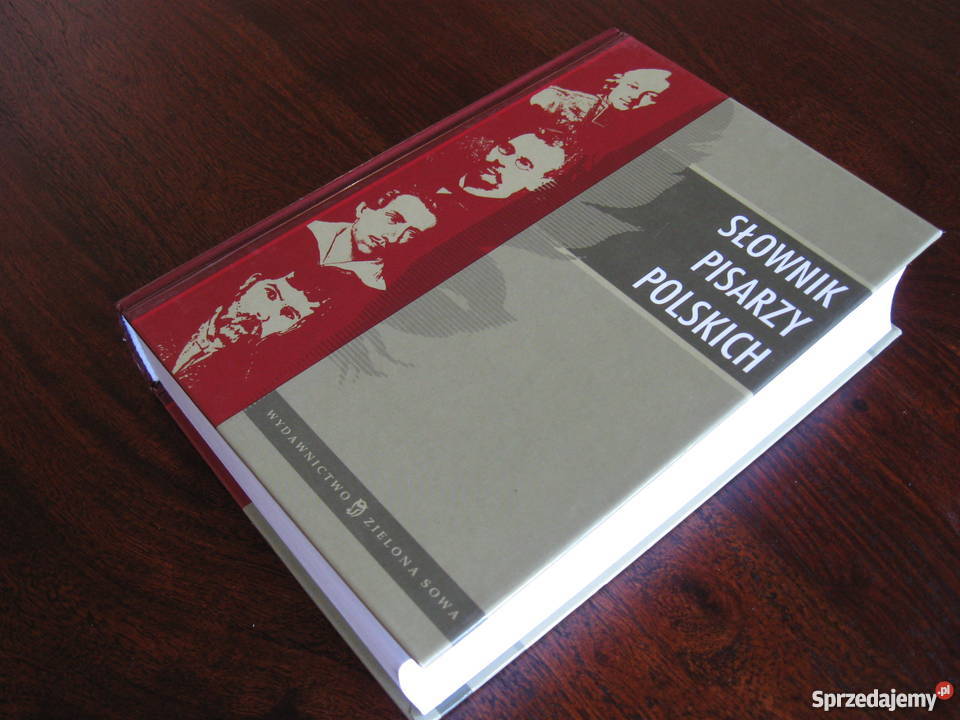 SŁOWNIK
PISARZY
POLSKICH
WYDAWNICTWO ZIELONA SOWA
Sprzedajemy.pl